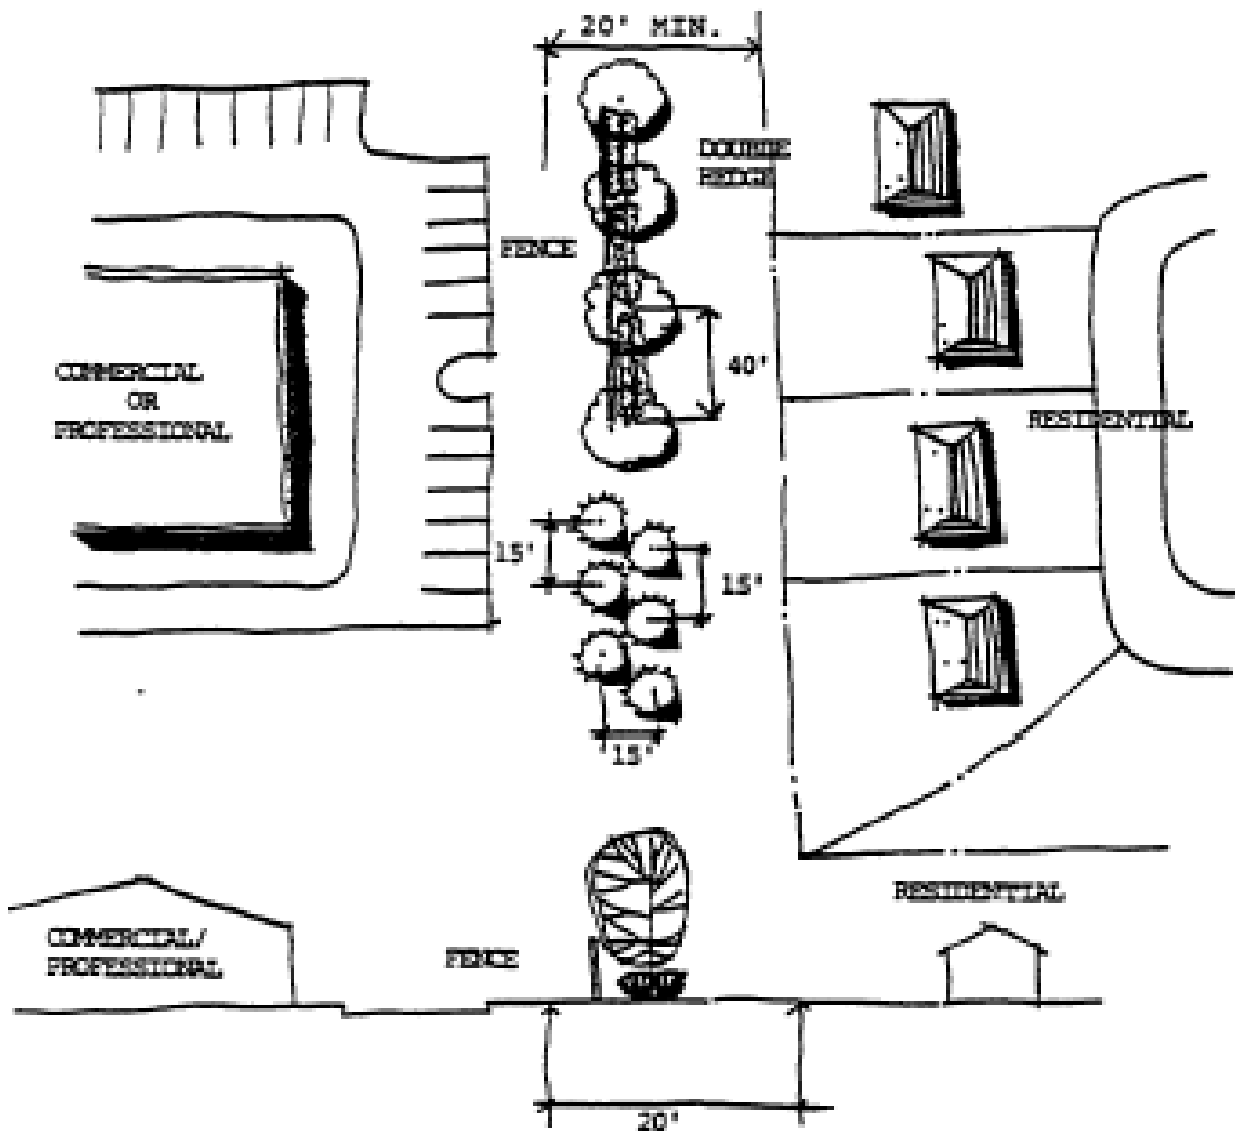 20' MIN.
DOUBLE
HEDGE
FENCE
40'
COMMERCIAL
OR
PROFESSIONAL
RESIDENTIAL
15'
15'
15'
RESIDENTIAL
COMMERCIAL/
PROFESSIONAL
FENCE
20'